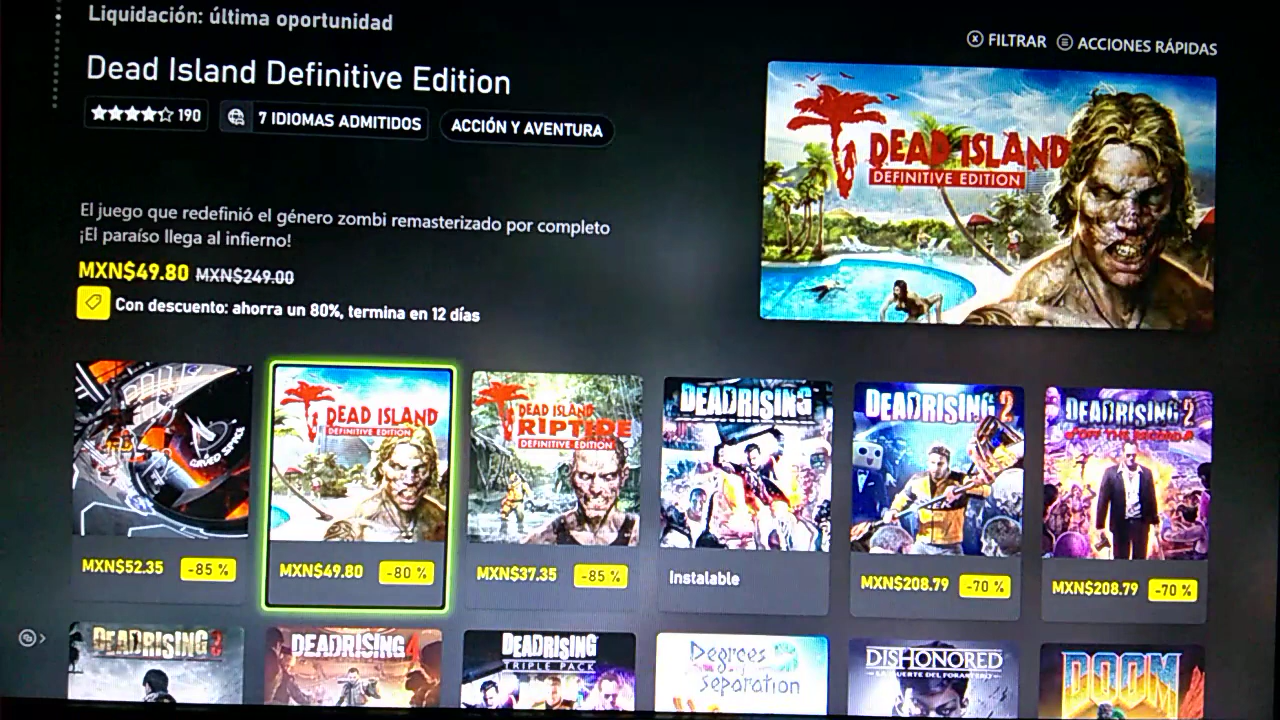 Liquidación: última oportunidad
FILTRAR ACCIONES RÁPIDAS
Dead Island Definitive Edition
190 7 IDIOMAS ADMITIDOS ACCIÓN Y AVENTURA
DEAD ISLAND
DEFINITIVE EDITION
El juego que redefinió el género zombi remasterizado por completo
¡El paraíso llega al infierno!
MXN$49.80 MXN$249.00
Con descuento: ahorra un 80%, termina en 12 días
DEAD ISLAND
DEFINITIVE EDITION
DEAD ISLAND
RIPTIDE
DEFINITIVE EDITION
DEADRISING
DEADRISING 2
DEADRISING 2
OFF THE RECORD
MXN$52.35 -85 %
MXN$49.80 -80 %
MXN$37.35 -85 %
Instalable
MXN$208.79 -70 %
MXN$208.79 -70 %
DEADRISING 3
DEADRISING 4
DEADRISING
TRIPLE PACK
Degrees
of separation
DISHONORED
LA MUERTE DEL FORASTERO
DOOM